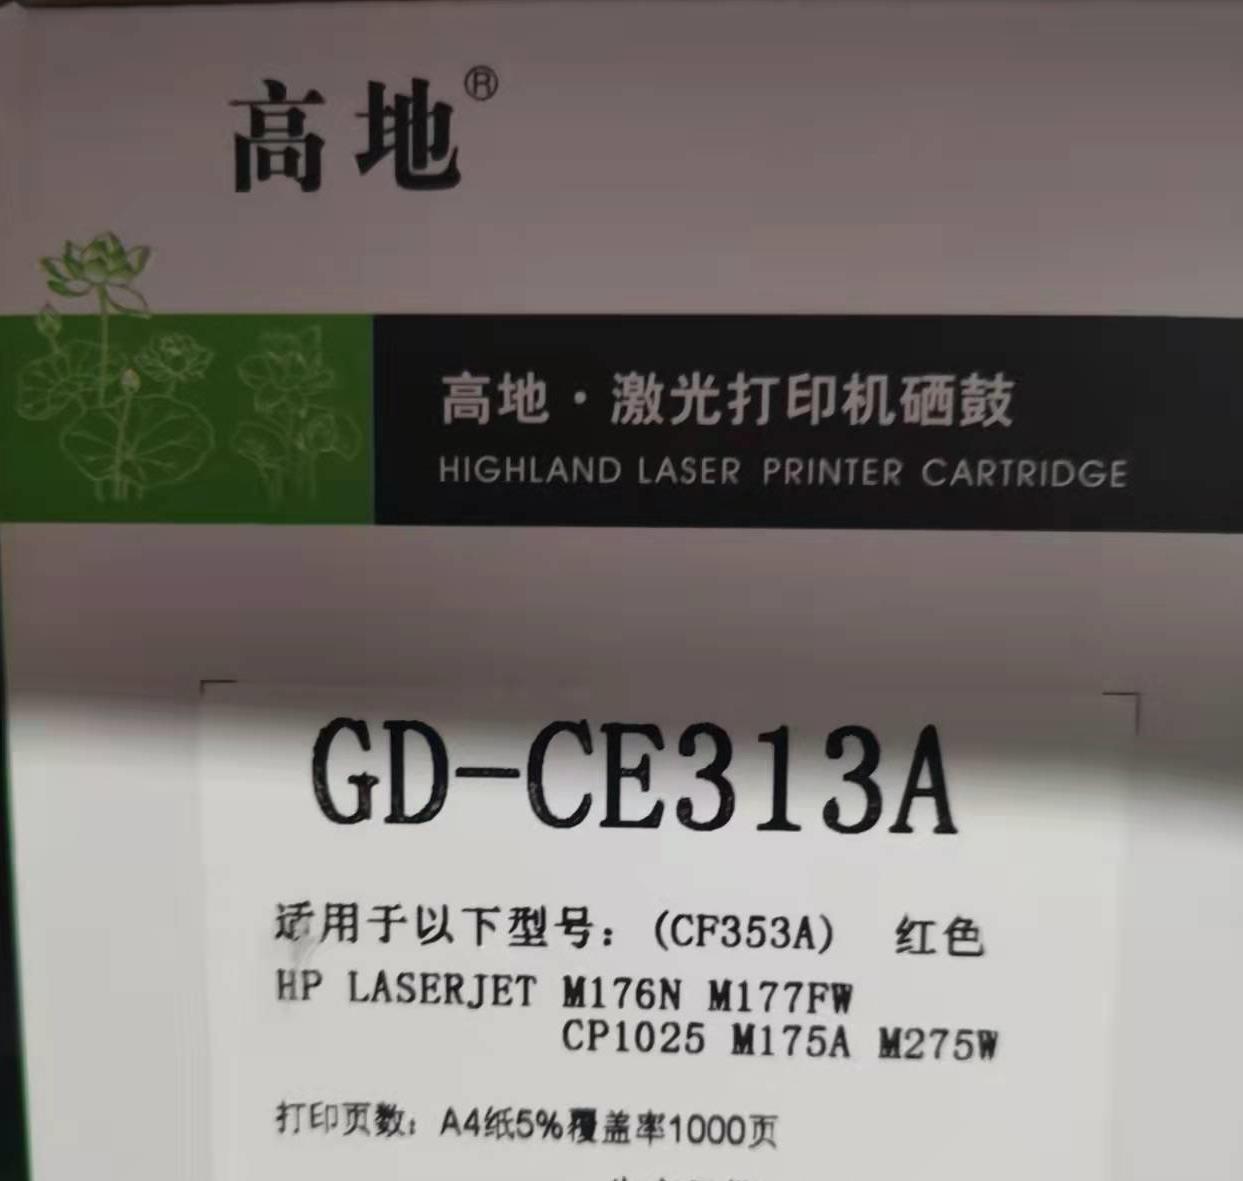 高地®
高地·激光打印机硒鼓
HIGHLAND LASER PRINTER CARTRIDGE
GD-CE313A
适用于以下型号：(CF353A) 红色
HP LASERJET M176N M177FW
CP1025 M175A M275W
打印页数：A4纸5%覆盖率1000页